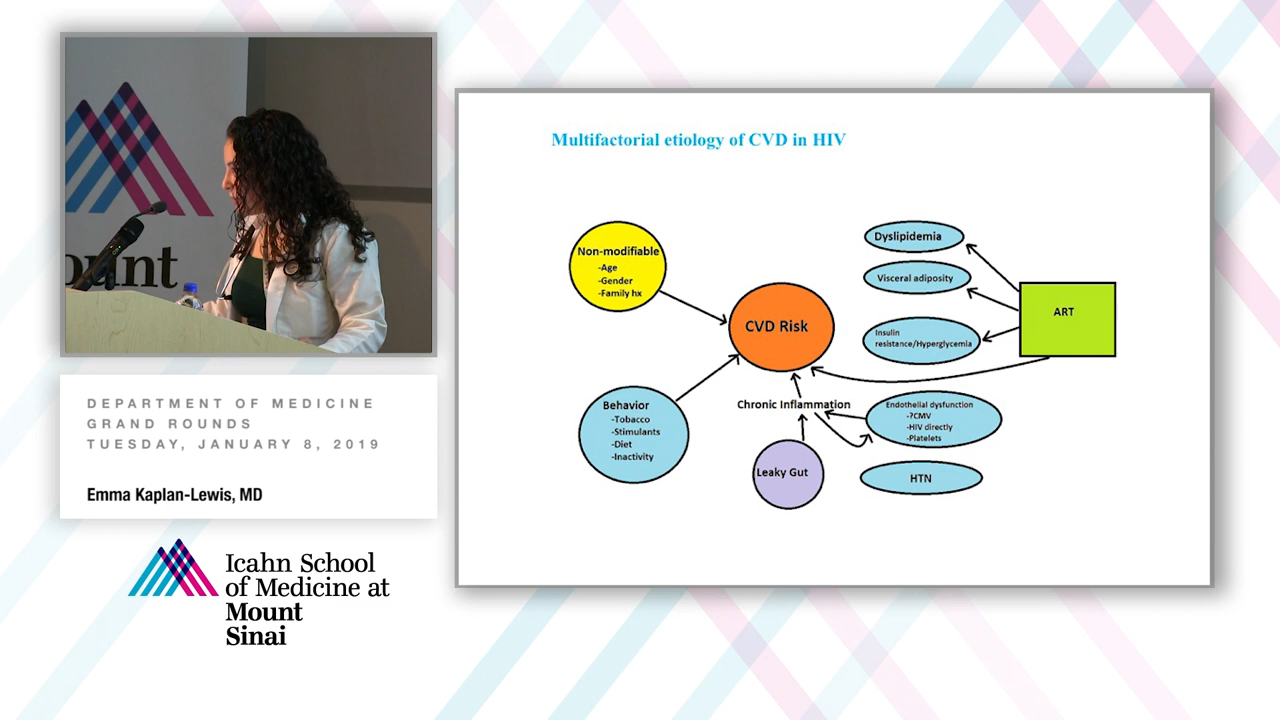 ount
DEPARTMENT OF MEDICINE
GRAND ROUNDS
TUESDAY, JANUARY 8, 2019
Emma Kaplan-Lewis, MD
Icahn School
of Medicine at
Mount
Sinai
Multifactorial etiology of CVD in HIV
Non-modifiable
-Age
-Gender
-Family hx
CVD Risk
Dyslipidemia
Visceral adiposity
Insulin
resistance/Hyperglycemia
ART
Behavior
-Tobacco
-Stimulants
-Diet
-Inactivity
Chronic Inflammation
Leaky Gut
Endothelial dysfunction
-?CMV
-HIV directly
-Platelets
HTN